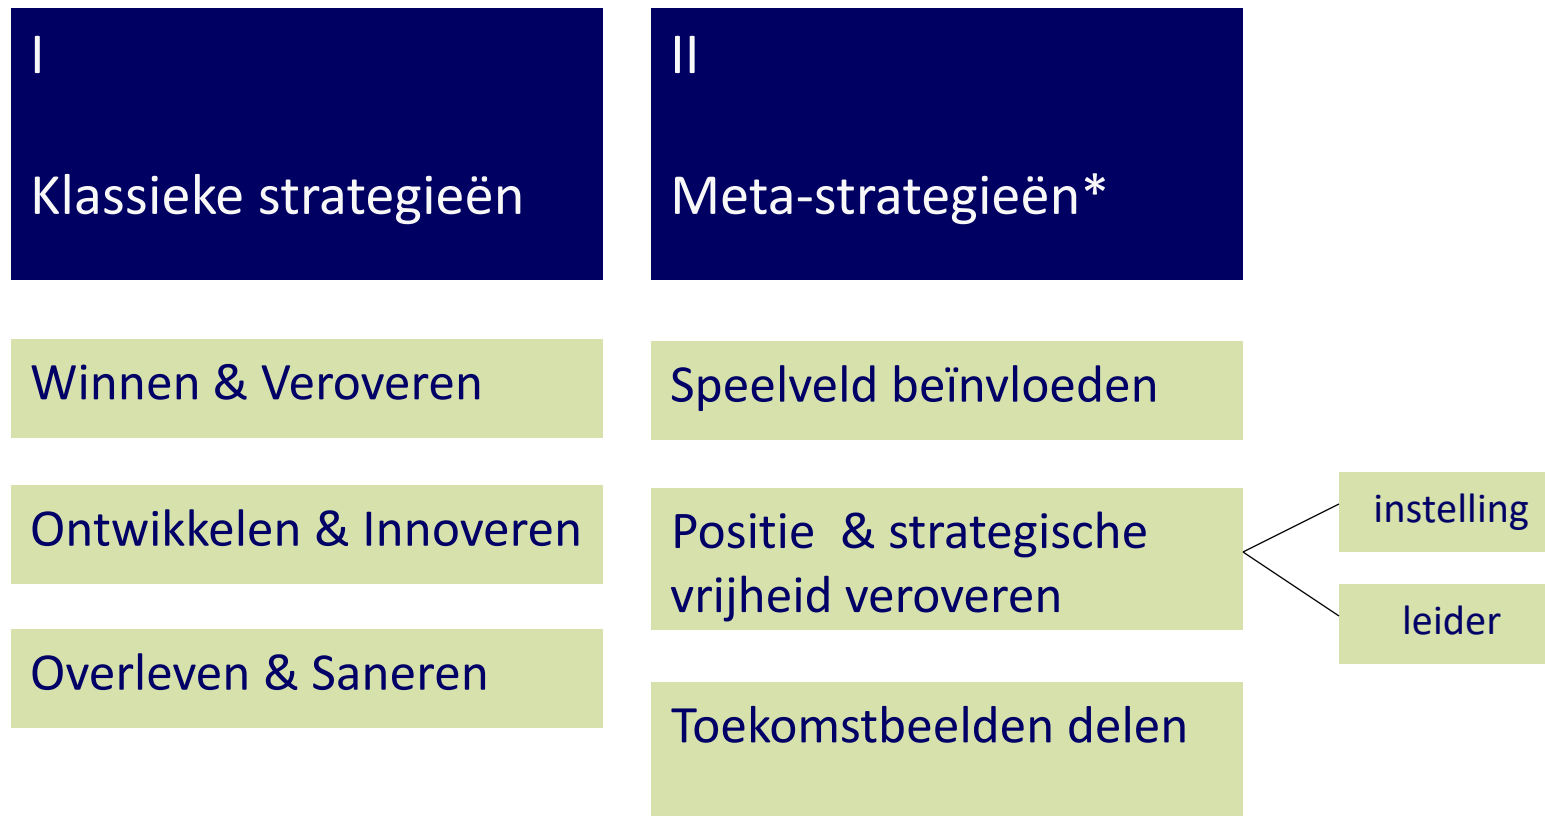 I
Klassieke strategieën
Winnen & Veroveren
Ontwikkelen & Innoveren
Overleven & Saneren
II
Meta-strategieën*
Speelveld beïnvloeden
Positie  & strategische
vrijheid veroveren
instelling
leider
Toekomstbeelden delen